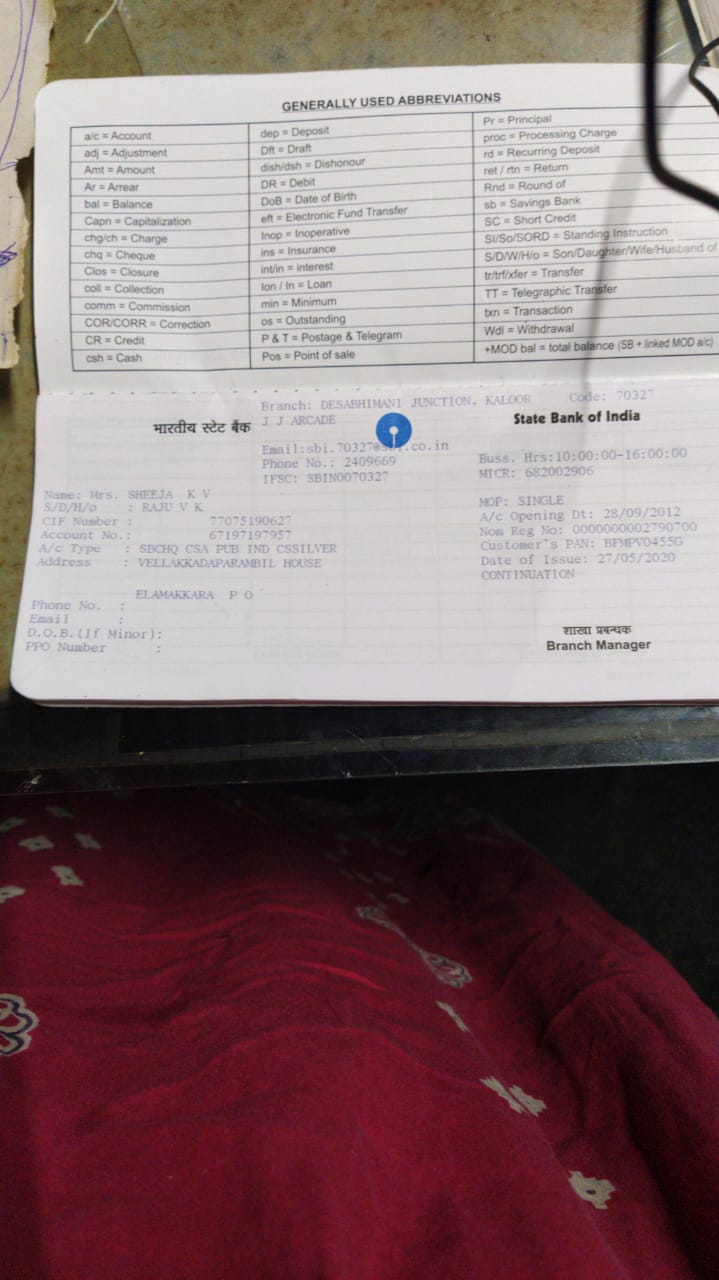 GENERALLY USED ABBREVIATIONS
a/c = Account
adj = Adjustment
Amt = Amount
Ar = Arrear
bal = Balance
Capn = Capitalization
chg/ch = Charge
chq = Cheque
Clos = Closure
coll = Collection
comm = Commission
COR/CORR = Correction
CR = Credit
csh = Cash
dep = Deposit
Dft = Draft
dish/dsh = Dishonour
DR = Debit
DoB = Date of Birth
eft = Electronic Fund Transfer
Inop = Inoperative
ins = Insurance
int/in = interest
lon / ln = Loan
min = Minimum
os = Outstanding
P & T = Postage & Telegram
Pos = Point of sale
Pr = Principal
proc = Processing Charge
rd = Recurring Deposit
ret / rtn = Return
Rnd = Round of
sb = Savings Bank
SC = Short Credit
SI/So/SORD = Standing Instruction
S/D/W/H/o = Son/Daughter/Wife/Husband of
tr/trf/xfer = Transfer
TT = Telegraphic Transfer
txn = Transaction
Wdl = Withdrawal
+MOD bal = total balance (SB + linked MOD a/c)
Branch: DESABHIMANI JUNCTION, KALOOR Code: 70327
भारतीय स्टेट बैंक J J ARCADE State Bank of India
Email:sbi.70327@sbi.co.in
Phone No.: 2409669 Buss. Hrs:10:00:00-16:00:00
IFSC: SBIN0070327 MICR: 682002906
Name: Mrs. SHEEJA K V
S/D/H/o : RAJU V K MOP: SINGLE
CIF Number : 77075190627 A/c Opening Dt: 28/09/2012
Account No.: 67197197957 Nom Reg No: 0000000002790700
A/c Type : SBCHQ CSA PUB IND CSSILVER Customer's PAN: BFMPV0455G
Address : VELLAKKADAPARAMBIL HOUSE Date of Issue: 27/05/2020
CONTINUATION
ELAMAKKARA P O
Phone No. :
Email :
D.O.B.(If Minor):
PPO Number :
शाखा प्रबन्धक
Branch Manager